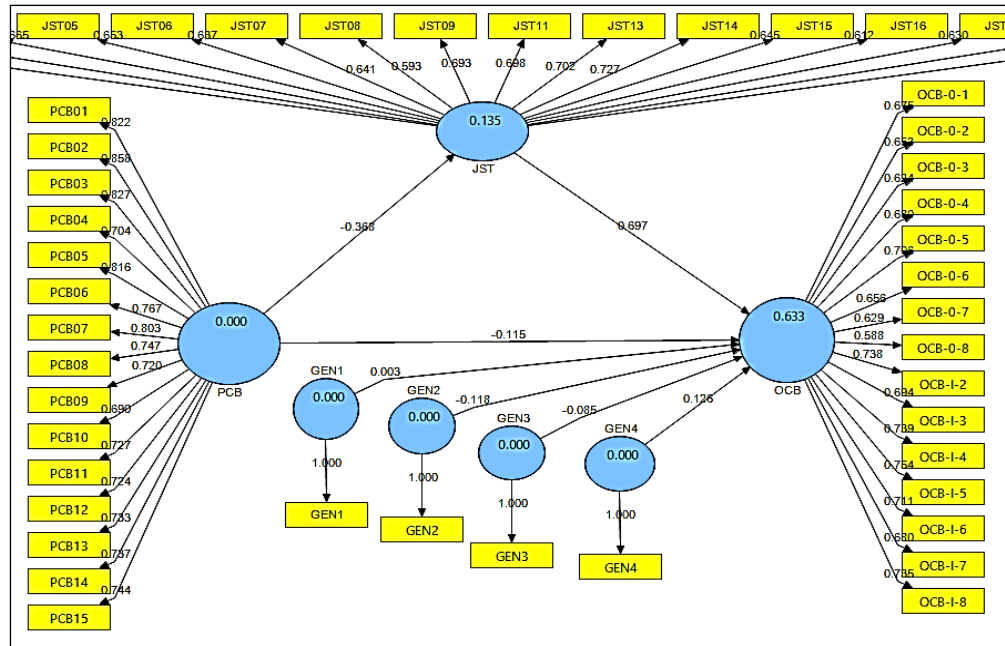 JST05 JST06 JST07 JST08 JST09 JST11 JST13 JST14 JST15 JST16
0.653 0.637 0.641 0.593 0.693 0.698 0.702 0.727 0.645 0.612 0.630
0.135
JST
PCB01
0.822
PCB02
0.858
PCB03
0.827
PCB04
0.704
PCB05
0.816
PCB06
0.767
PCB07
0.803
PCB08
0.747
PCB09
0.720
PCB10
0.690
PCB11
0.727
PCB12
0.724
PCB13
0.733
PCB14
0.737
PCB15
0.744
0.000
PCB
-0.368
0.697
-0.115
GEN1
0.000
0.003
1.000
GEN1
GEN2
0.000
-0.118
1.000
GEN2
GEN3
0.000
-0.085
1.000
GEN3
GEN4
0.000
0.126
1.000
GEN4
0.633
OCB
OCB-0-1
0.675
OCB-0-2
OCB-0-3
OCB-0-4
OCB-0-5
0.706
OCB-0-6
0.656
OCB-0-7
0.629
OCB-0-8
0.588
OCB-I-2
0.738
OCB-I-3
0.694
OCB-I-4
0.739
OCB-I-5
0.754
OCB-I-6
0.711
OCB-I-7
OCB-I-8
0.735